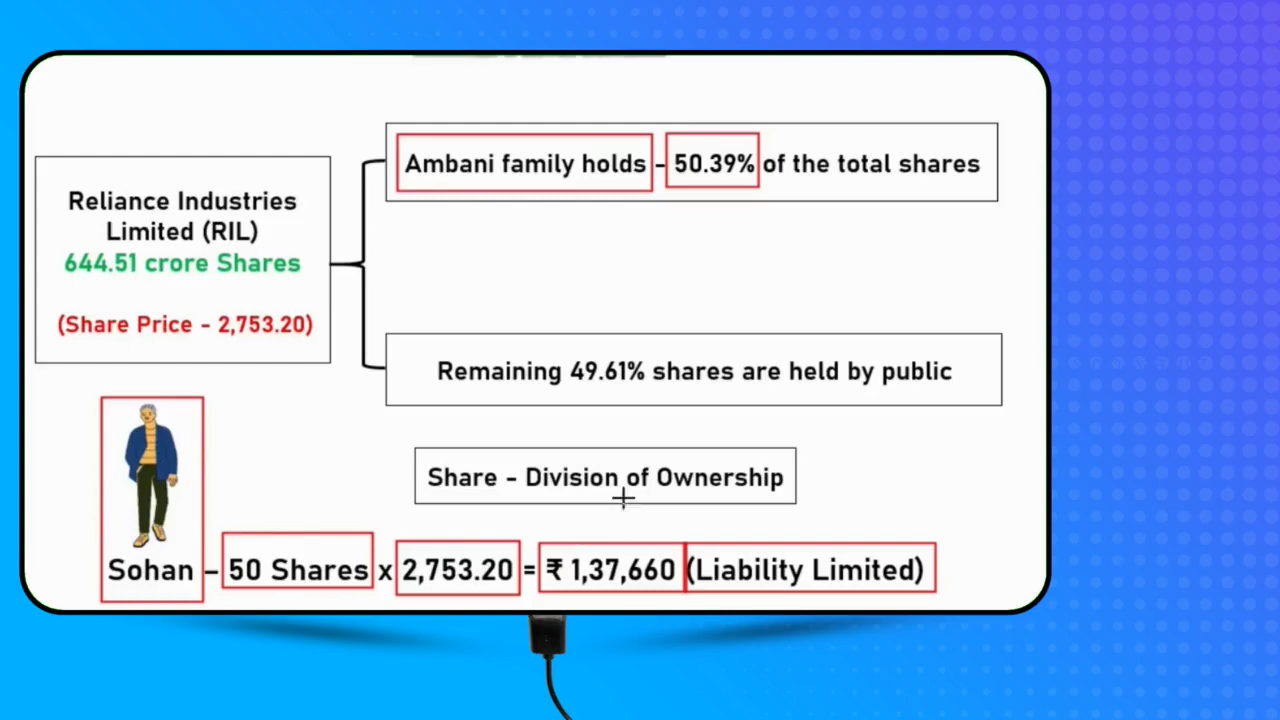 Reliance Industries
Limited (RIL)
644.51 crore Shares
(Share Price - 2,753.20)
Ambani family holds - 50.39% of the total shares
Remaining 49.61% shares are held by public
Share - Division of Ownership
Sohan – 50 Shares x 2,753.20 = ₹ 1,37,660 (Liability Limited)